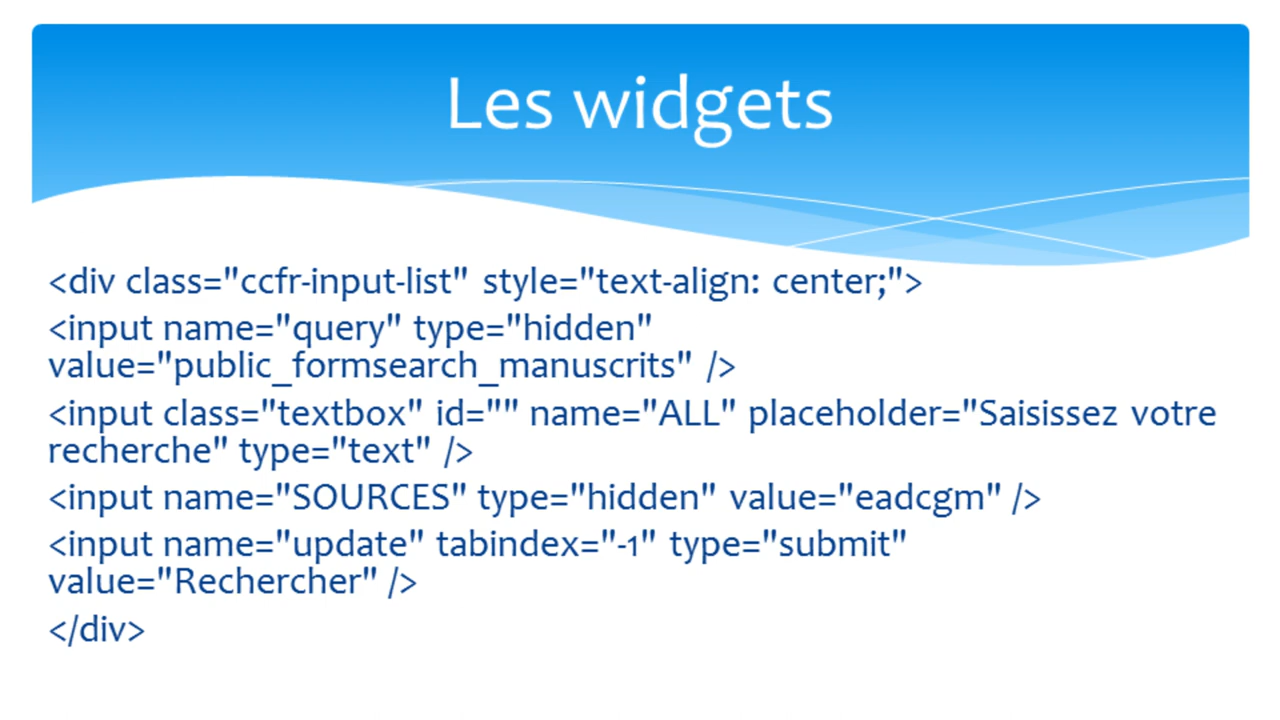 Les widgets
<div class="ccfr-input-list" style="text-align: center;">
<input name="query" type="hidden"
value="public_formsearch_manuscrits" />
<input class="textbox" id="" name="ALL" placeholder="Saisissez votre
recherche" type="text" />
<input name="SOURCES" type="hidden" value="eadcgm" />
<input name="update" tabindex="-1" type="submit"
value="Rechercher" />
</div>